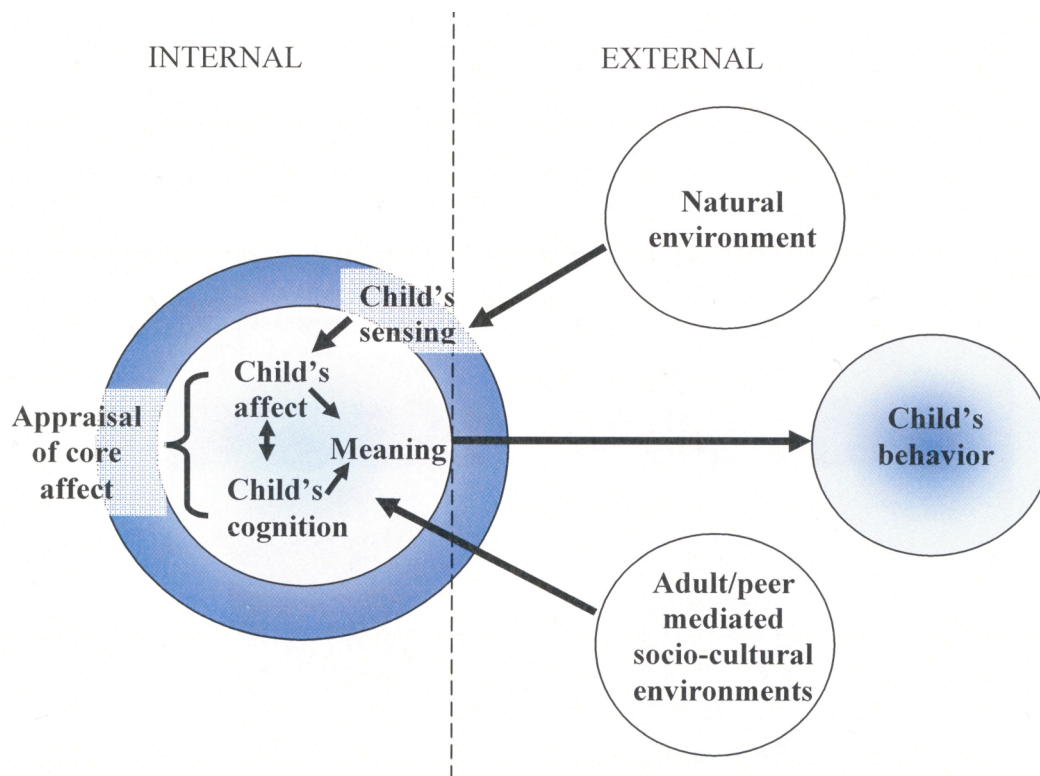 INTERNAL
EXTERNAL
Natural
environment
Child's
sensing
Child's
affect
Appraisal
of core
affect
Meaning
Child's
cognition
Child's
behavior
Adult/peer
mediated
socio-cultural
environments